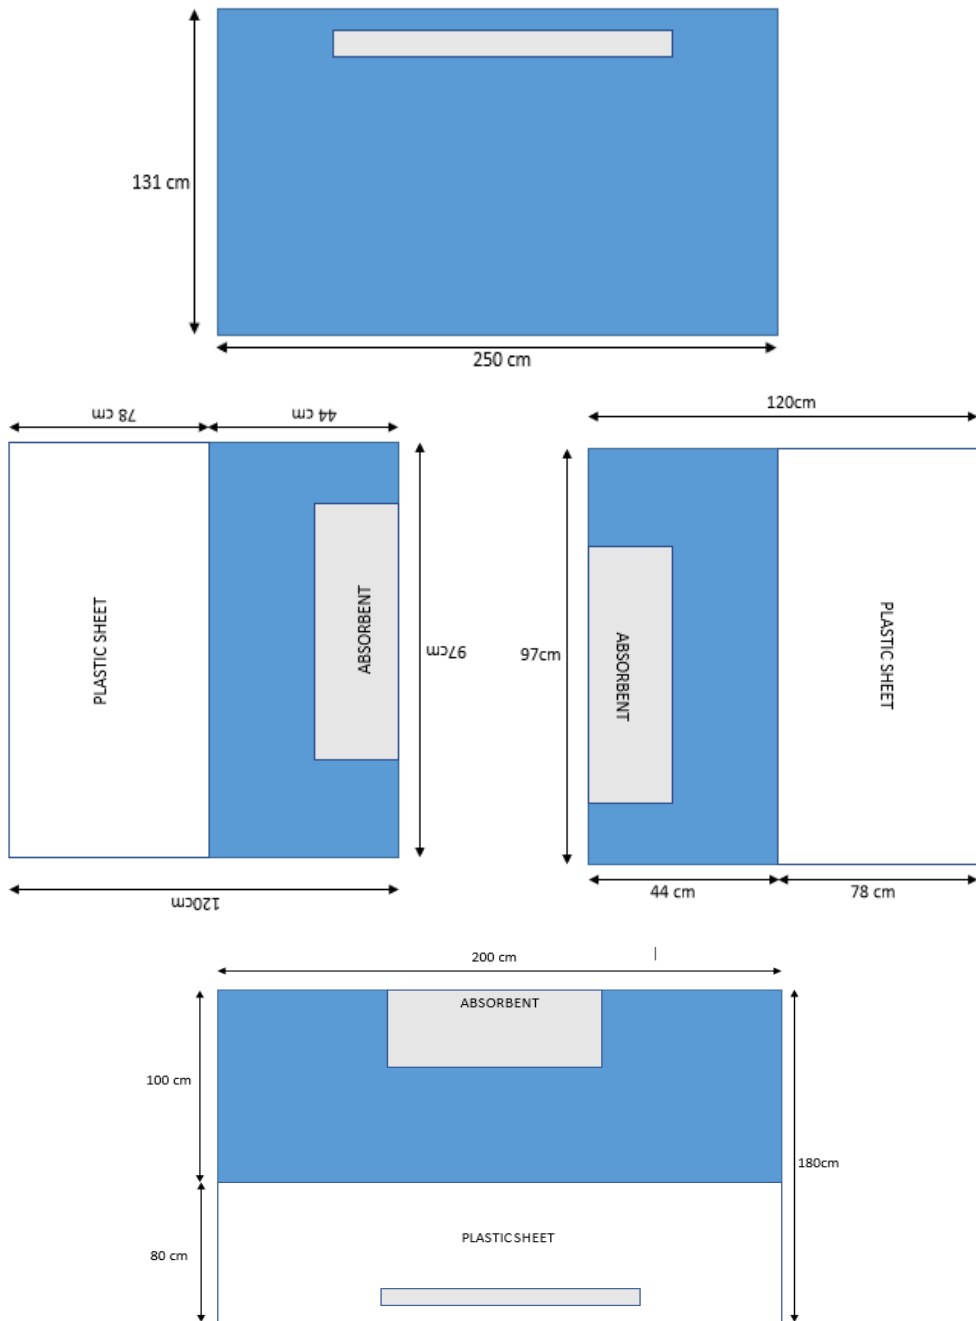 131 cm
250 cm
78 cm
44 cm
120cm
PLASTIC SHEET
ABSORBENT
97cm
97cm
ABSORBENT
PLASTIC SHEET
120cm
44 cm
78 cm
200 cm
ABSORBENT
100 cm
180cm
PLASTIC SHEET
80 cm